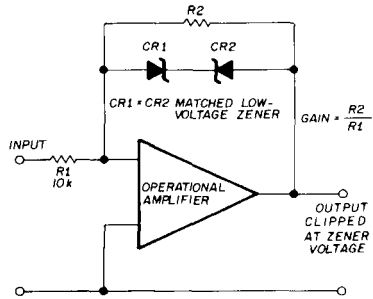 R2
CR1 CR2
CR1 = CR2 MATCHED LOW-
VOLTAGE ZENER
GAIN = R2
R1
INPUT
R1
10k
OPERATIONAL
AMPLIFIER
OUTPUT
CLIPPED
AT ZENER
VOLTAGE